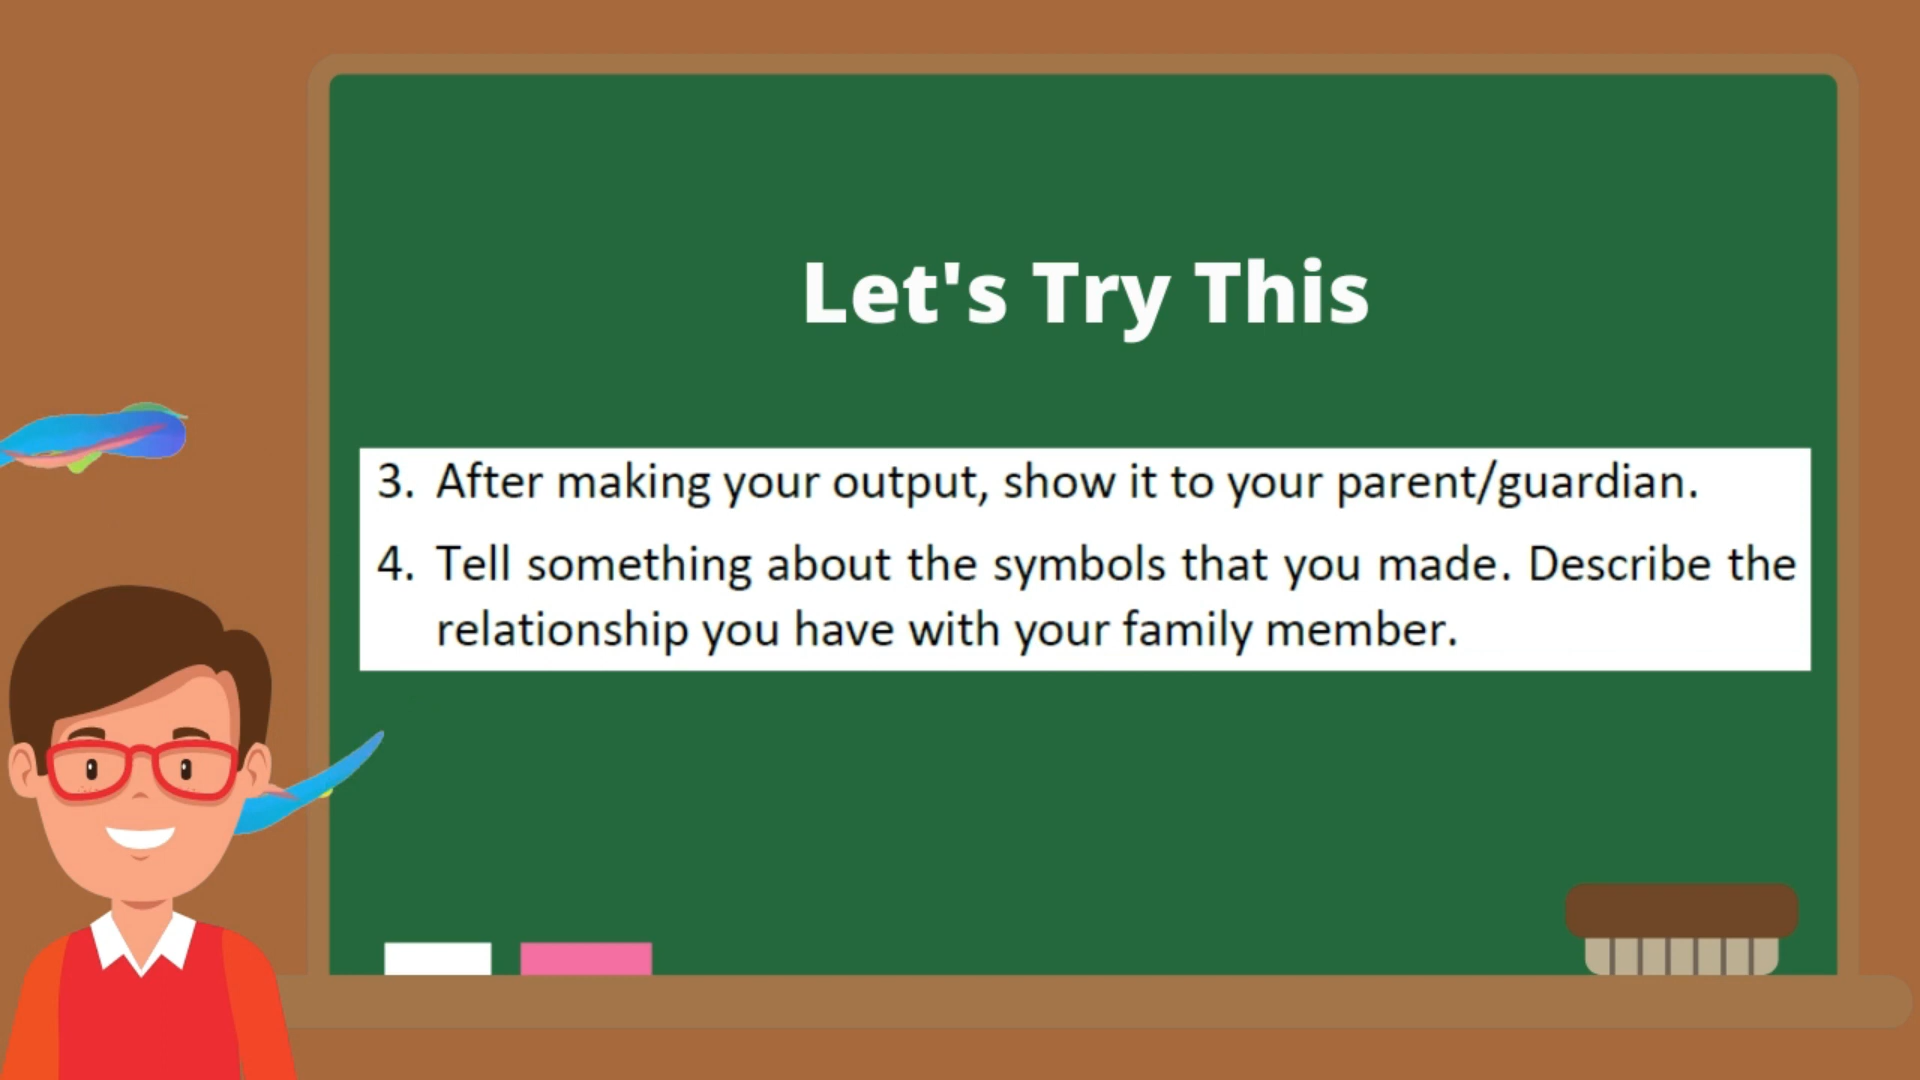 Let's Try This
3. After making your output, show it to your parent/guardian.
4. Tell something about the symbols that you made. Describe the
relationship you have with your family member.